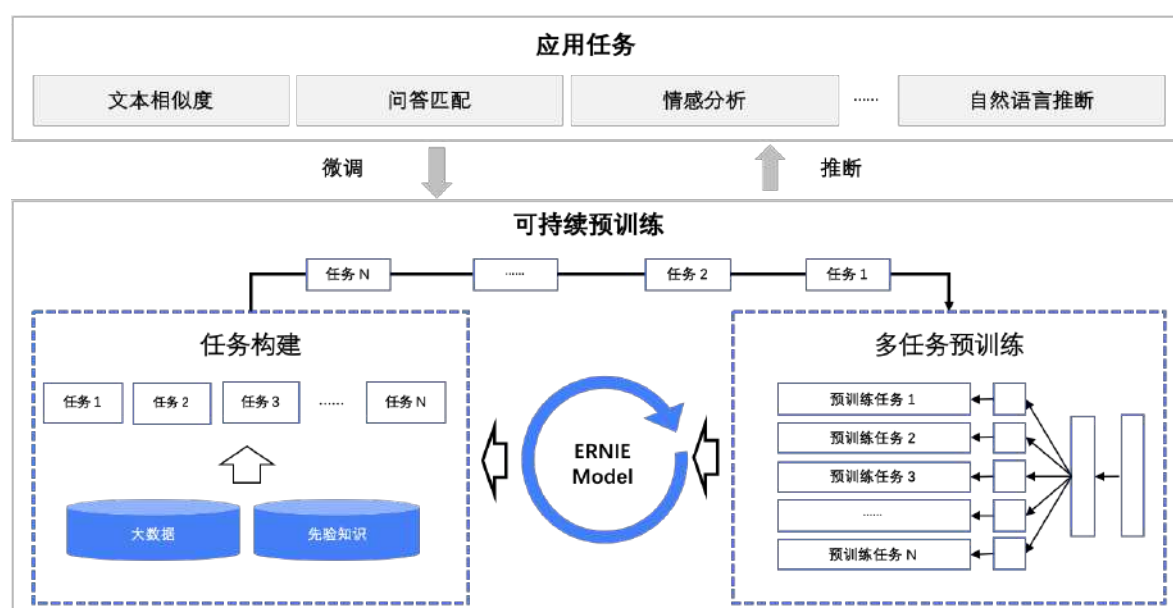 应用任务
文本相似度 问答匹配 情感分析 …… 自然语言推断
微调 推断
可持续预训练
任务 N …… 任务 2 任务 1
任务构建
任务 1 任务 2 任务 3 …… 任务 N
大数据 先验知识
ERNIE
Model
多任务预训练
预训练任务 1
预训练任务 2
预训练任务 3
……
预训练任务 N